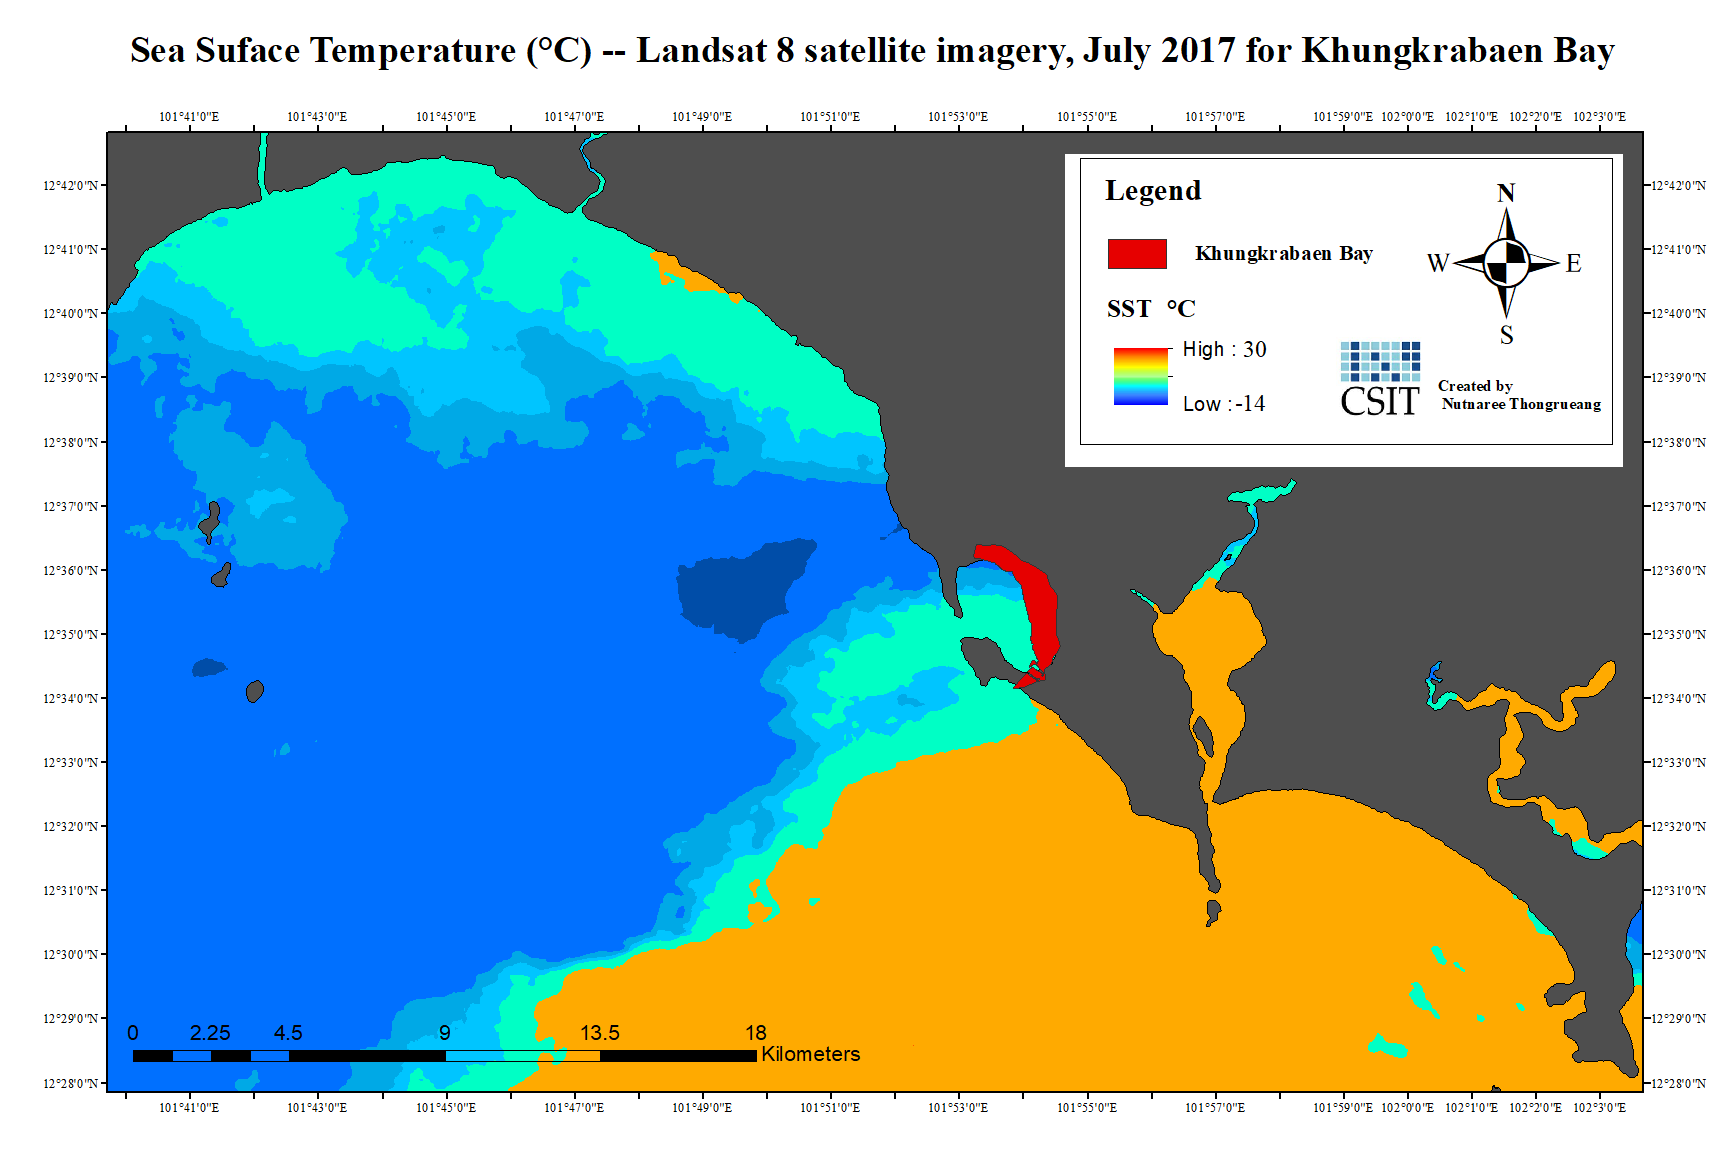 Sea Suface Temperature (°C) -- Landsat 8 satellite imagery, July 2017 for Khungkrabaen Bay
101°41'0"E 101°43'0"E 101°45'0"E 101°47'0"E 101°49'0"E 101°51'0"E 101°53'0"E 101°55'0"E 101°57'0"E 101°59'0"E 102°0'0"E 102°1'0"E 102°2'0"E 102°3'0"E
12°42'0"N 12°42'0"N
12°41'0"N 12°41'0"N
12°40'0"N 12°40'0"N
12°39'0"N 12°39'0"N
12°38'0"N 12°38'0"N
12°37'0"N 12°37'0"N
12°36'0"N 12°36'0"N
12°35'0"N 12°35'0"N
12°34'0"N 12°34'0"N
12°33'0"N 12°33'0"N
12°32'0"N 12°32'0"N
12°31'0"N 12°31'0"N
12°30'0"N 12°30'0"N
12°29'0"N 12°29'0"N
12°28'0"N 12°28'0"N
Legend
Khungkrabaen Bay
SST °C
High : 30
Low : -14
N
W E
S
CSIT
Created by
Nutnaree Thongrueang
0 2.25 4.5 9 13.5 18
Kilometers
101°41'0"E 101°43'0"E 101°45'0"E 101°47'0"E 101°49'0"E 101°51'0"E 101°53'0"E 101°55'0"E 101°57'0"E 101°59'0"E 102°0'0"E 102°1'0"E 102°2'0"E 102°3'0"E